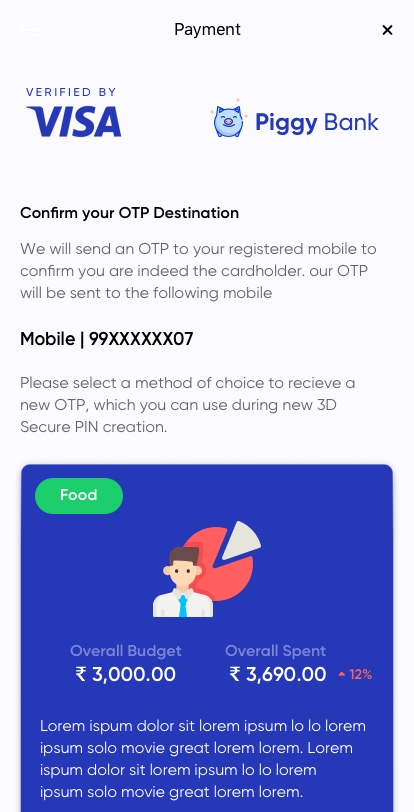 Payment
VERIFIED BY
VISA
Piggy Bank
Confirm your OTP Destination
We will send an OTP to your registered mobile to
confirm you are indeed the cardholder. our OTP
will be sent to the following mobile
Mobile | 99XXXXXX07
Please select a method of choice to recieve a
new OTP, which you can use during new 3D
Secure PIN creation.
Food
Overall Budget
Overall Spent
₹ 3,000.00
₹ 3,690.00
12%
Lorem ispum dolor sit lorem ipsum lo lo lorem
ipsum solo movie great lorem lorem. Lorem
ispum dolor sit lorem ipsum lo lo lorem
ipsum solo movie great lorem lorem.